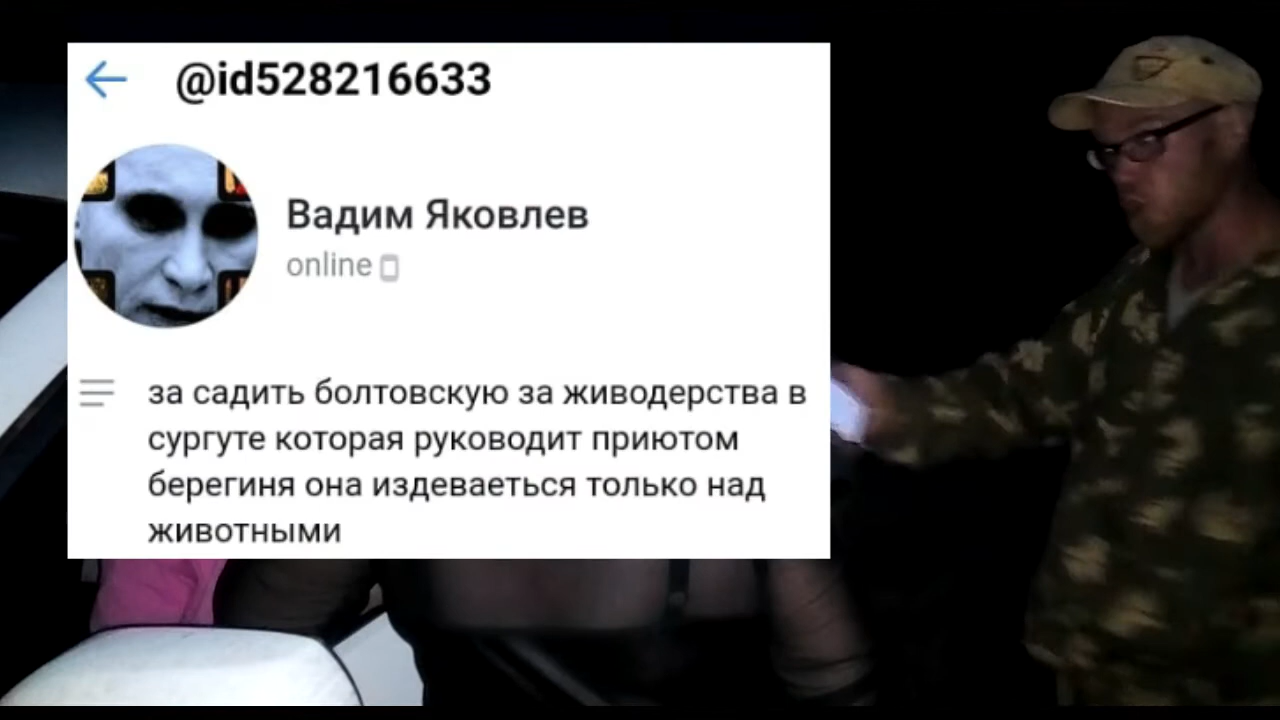 @id528216633
Вадим Яковлев
online
за садить болтовскую за живодерства в
сургуте которая руководит приютом
берегиня она издеваеться только над
животными